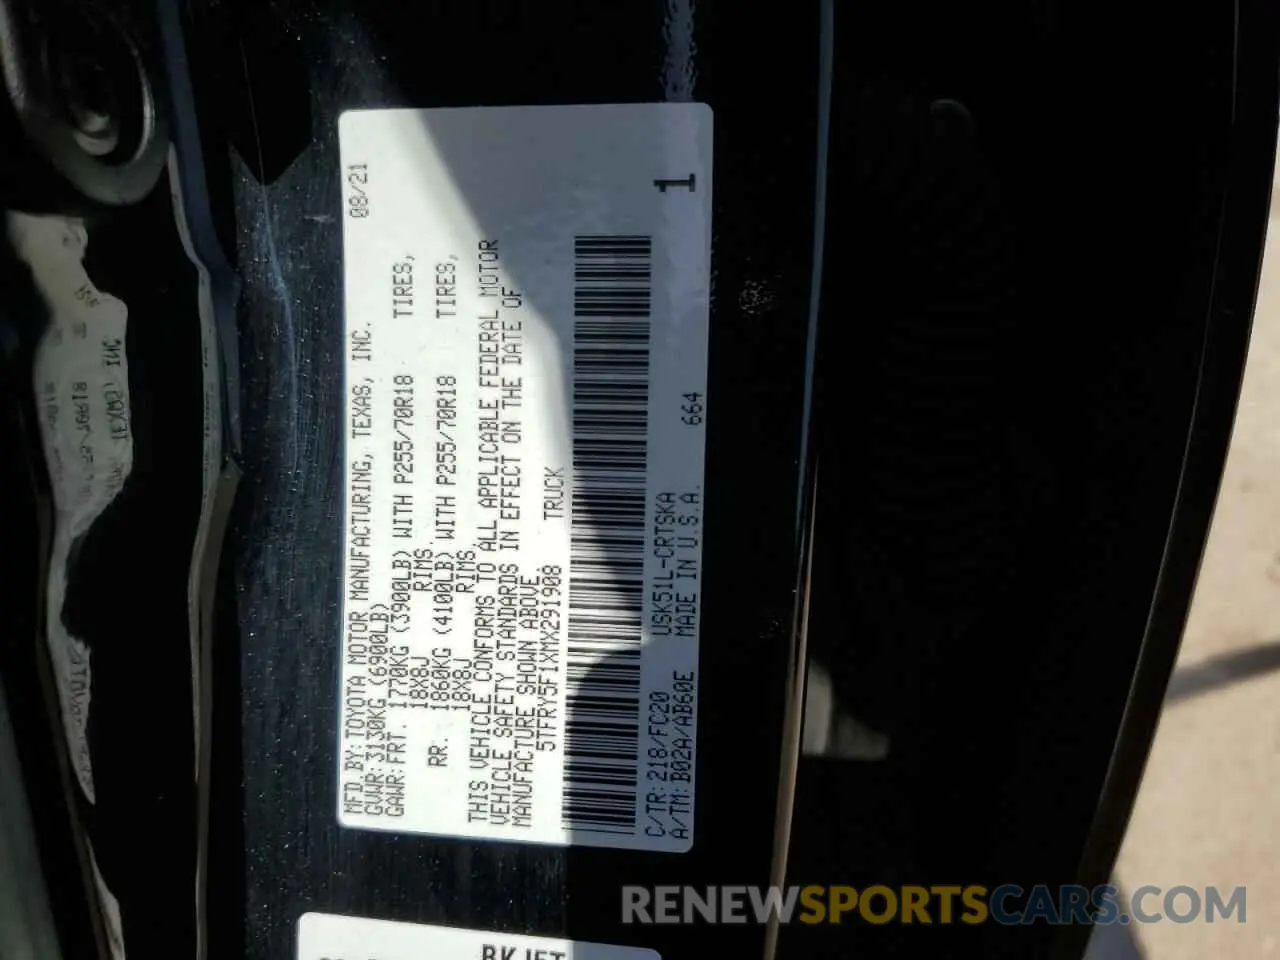 MFD.BY:TOYOTA MOTOR MANUFACTURING, TEXAS, INC. 08/21
GVWR:3130KG (6900LB)
GAWR:FRT. 1770KG (3900LB) WITH P255/70R18 TIRES,
18X8J RIMS,
RR. 1860KG (4100LB) WITH P255/70R18 TIRES,
18X8J RIMS,
THIS VEHICLE CONFORMS TO ALL APPLICABLE FEDERAL MOTOR
VEHICLE SAFETY STANDARDS IN EFFECT ON THE DATE OF
MANUFACTURE SHOWN ABOVE
5TFRY5F1XMX291908 TRUCK
C/TR:218/FC20 USK51L-CRTSKA
A/TM:B02A/AB60E MADE IN U.S.A. 664 1
RENEWSPORTSCARS.COM